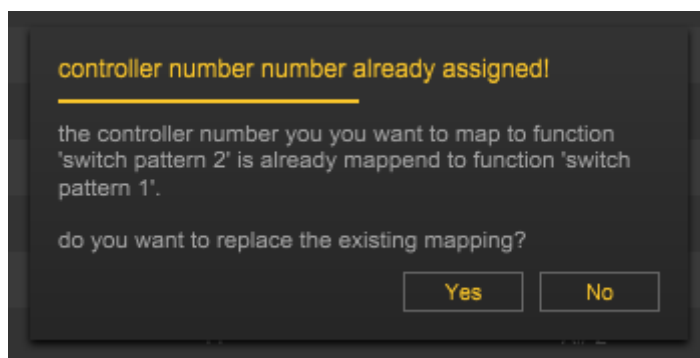 controller number number already assigned!
the controller number you you want to map to function
'switch pattern 2' is already mappend to function 'switch
pattern 1'.
do you want to replace the existing mapping?
Yes No